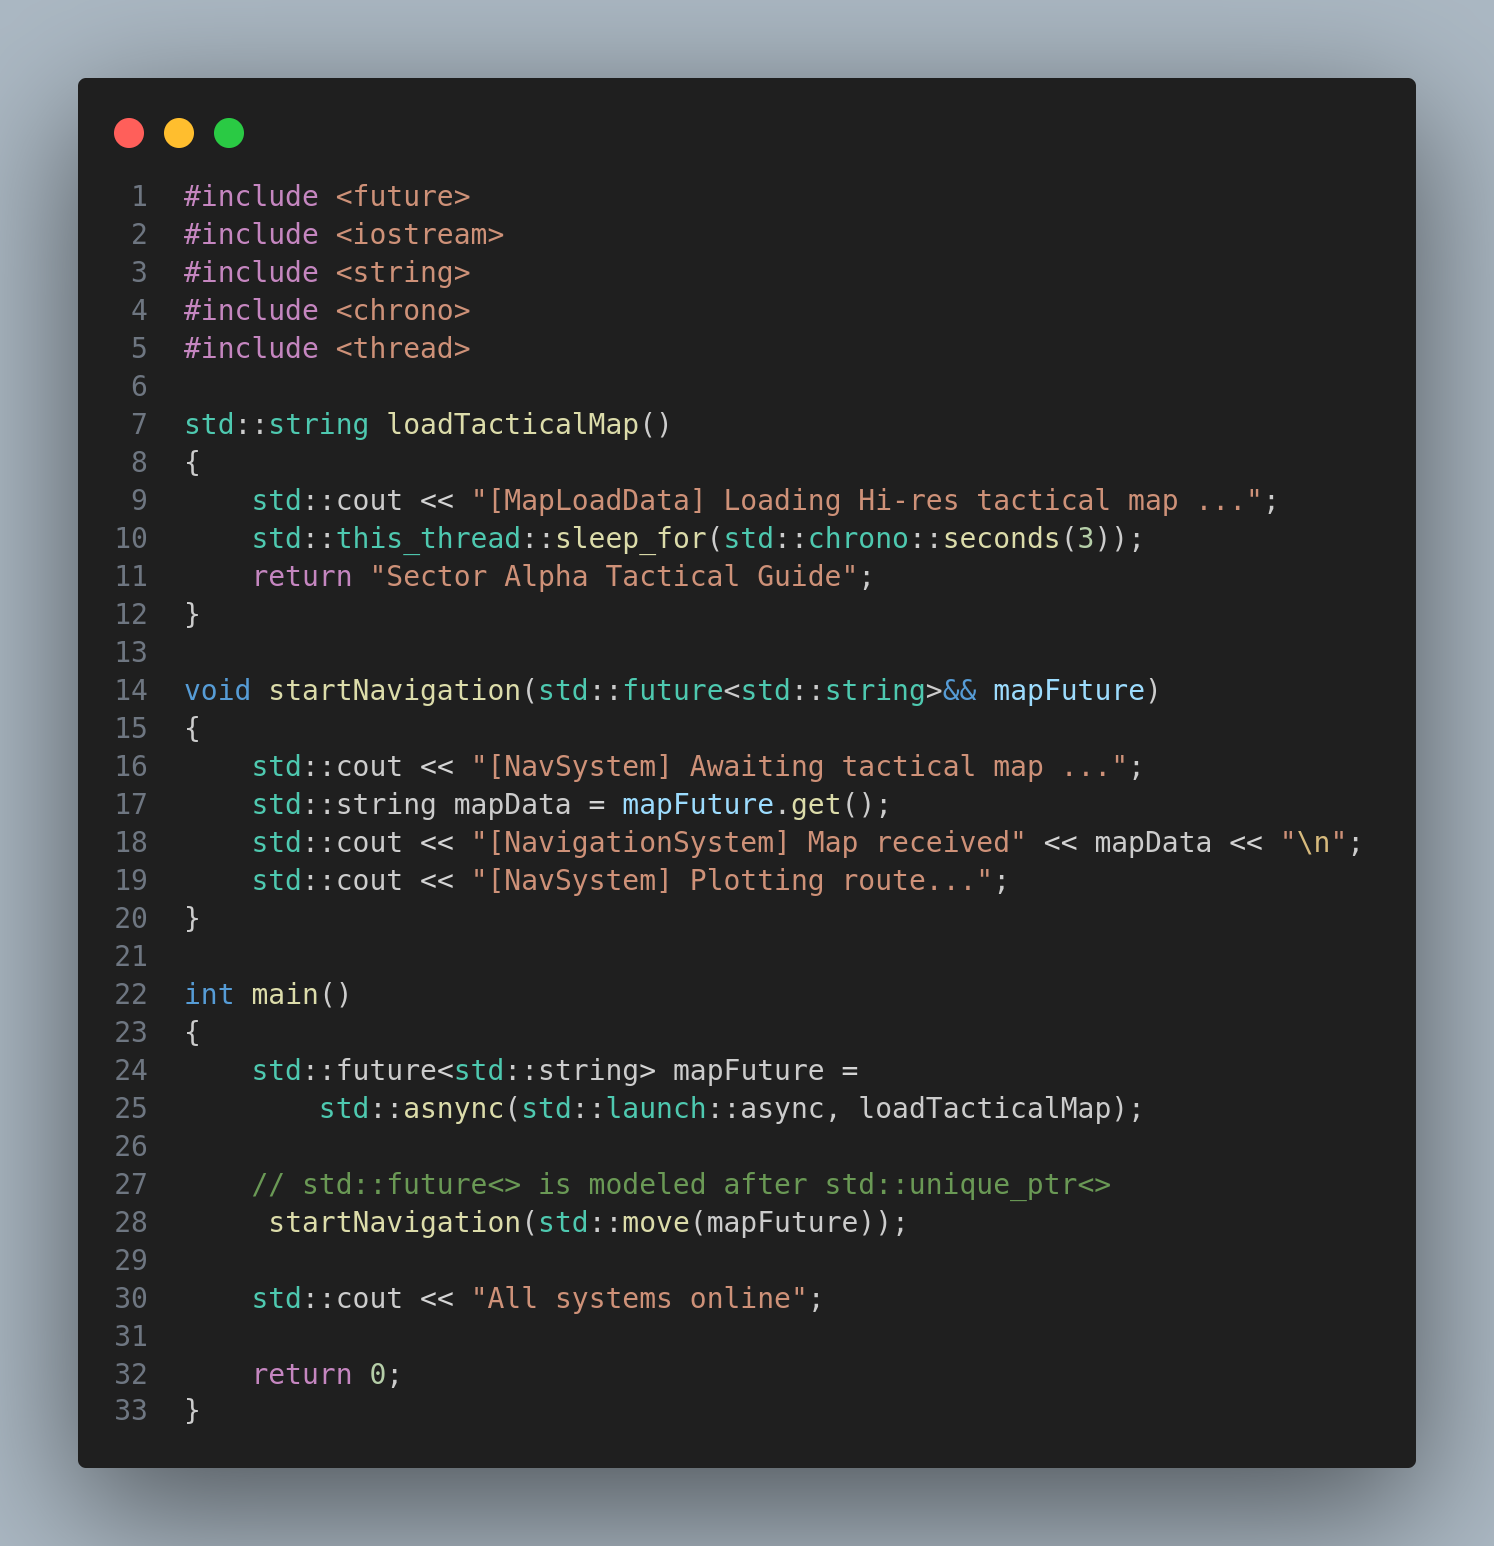 1 #include <future>
2 #include <iostream>
3 #include <string>
4 #include <chrono>
5 #include <thread>
6
7 std::string loadTacticalMap()
8 {
9     std::cout << "[MapLoadData] Loading Hi-res tactical map ...";
10     std::this_thread::sleep_for(std::chrono::seconds(3));
11     return "Sector Alpha Tactical Guide";
12 }
13
14 void startNavigation(std::future<std::string>&& mapFuture)
15 {
16     std::cout << "[NavSystem] Awaiting tactical map ...";
17     std::string mapData = mapFuture.get();
18     std::cout << "[NavigationSystem] Map received" << mapData << "\n";
19     std::cout << "[NavSystem] Plotting route...";
20 }
21
22 int main()
23 {
24     std::future<std::string> mapFuture =
25         std::asnync(std::launch::async, loadTacticalMap);
26
27     // std::future<> is modeled after std::unique_ptr<>
28      startNavigation(std::move(mapFuture));
29
30     std::cout << "All systems online";
31
32     return 0;
33 }